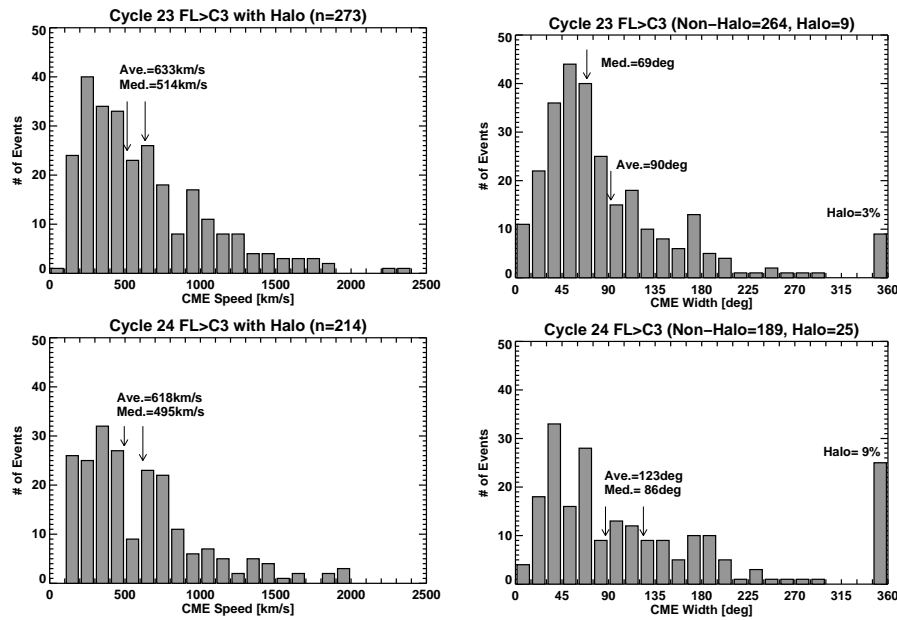 Cycle 23 FL>C3 with Halo (n=273)
50
40
30
20
10
0
# of Events
Ave.=633km/s
Med.=514km/s
0
500
1000
1500
2000
2500
CME Speed [km/s]
Cycle 23 FL>C3 (Non-Halo=264, Halo=9)
50
40
30
20
10
0
# of Events
Med.=69deg
Ave.=90deg
Halo=3%
0
45
90
135
180
225
270
315
360
CME Width [deg]
Cycle 24 FL>C3 with Halo (n=214)
50
40
30
20
10
0
# of Events
Ave.=618km/s
Med.=495km/s
0
500
1000
1500
2000
2500
CME Speed [km/s]
Cycle 24 FL>C3 (Non-Halo=189, Halo=25)
50
40
30
20
10
0
# of Events
Ave.=123deg
Med.= 86deg
Halo= 9%
0
45
90
135
180
225
270
315
360
CME Width [deg]